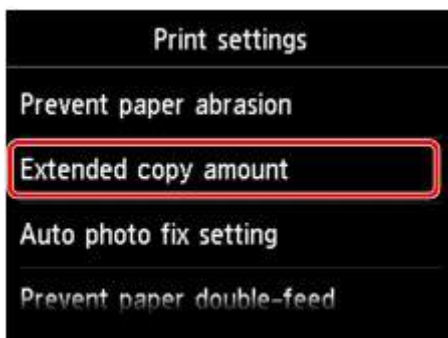 Print settings
Prevent paper abrasion
Extended copy amount
Auto photo fix setting
Prevent paper double-feed